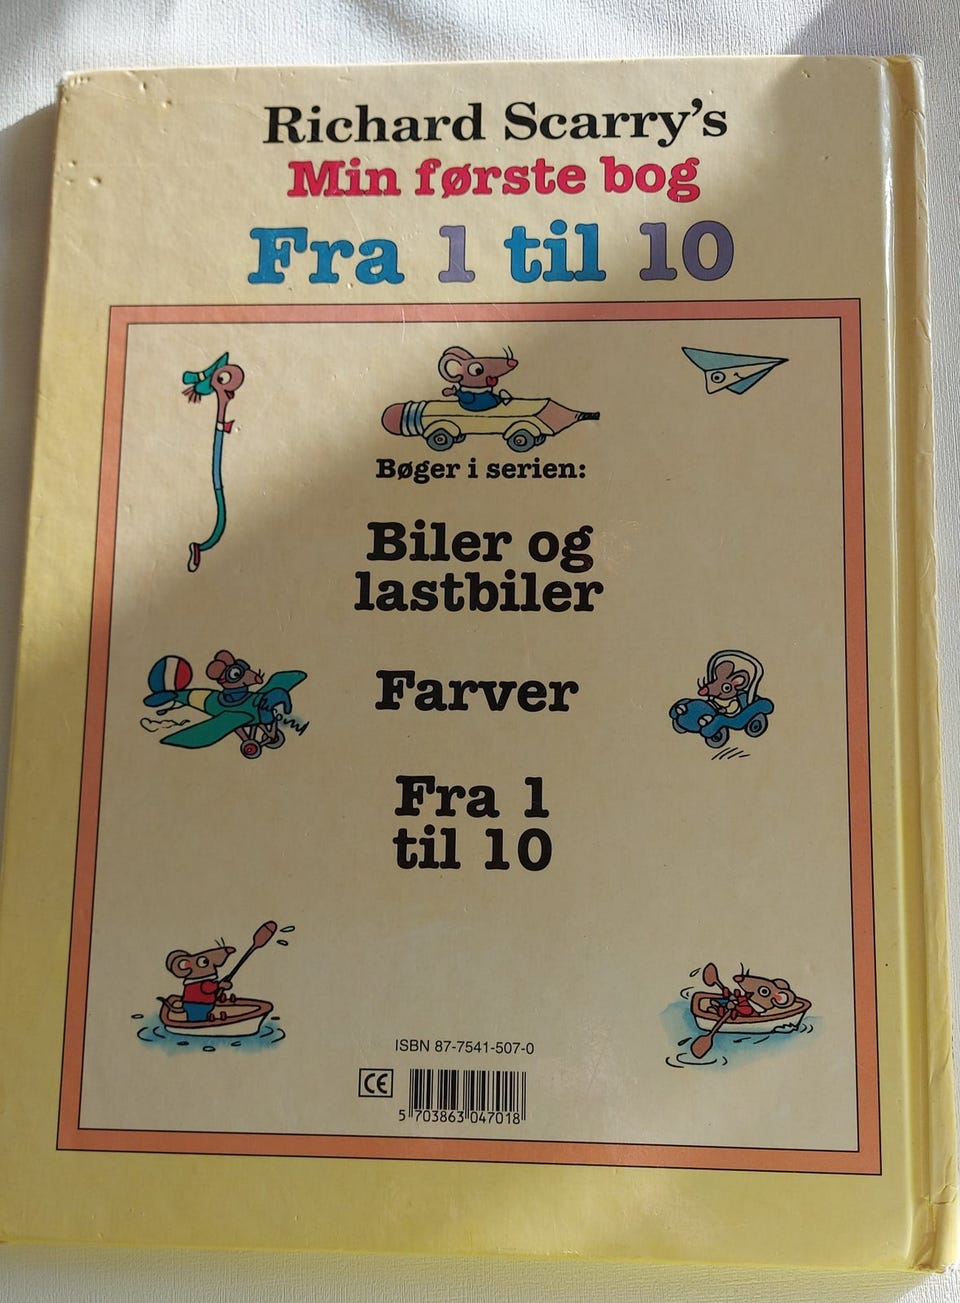 Richard Scarry's
Min første bog
Fra 1 til 10
Bøger i serien:
Biler og
lastbiler
Farver
Fra 1
til 10
ISBN 87-7541-507-0
CE
5 703863 047018